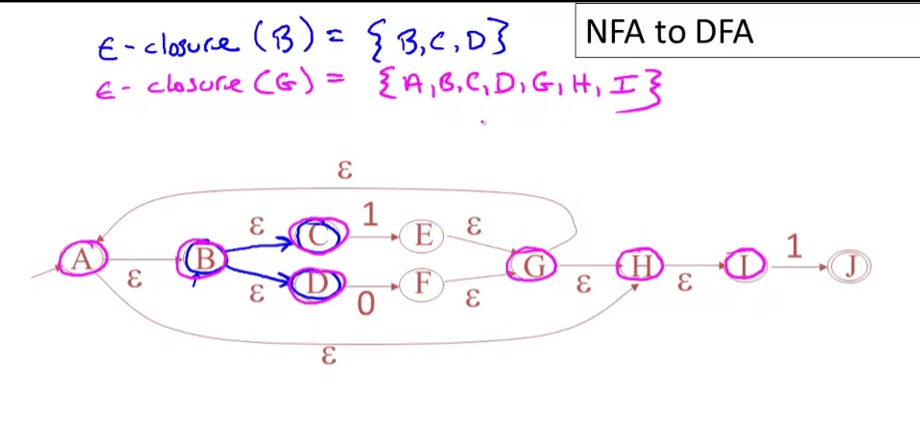 ε-closure (B) = {B,C,D}
NFA to DFA
ε-closure (G) = {A,B,C,D,G,H,I}
ε
ε C 1 E ε
A ε B G ε H ε I 1 J
ε D 0 F ε
ε